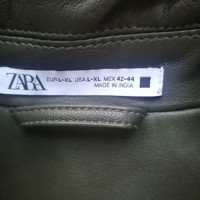 ZARA
EUR L-XL USA L-XL MEX 42-44
MADE IN INDIA